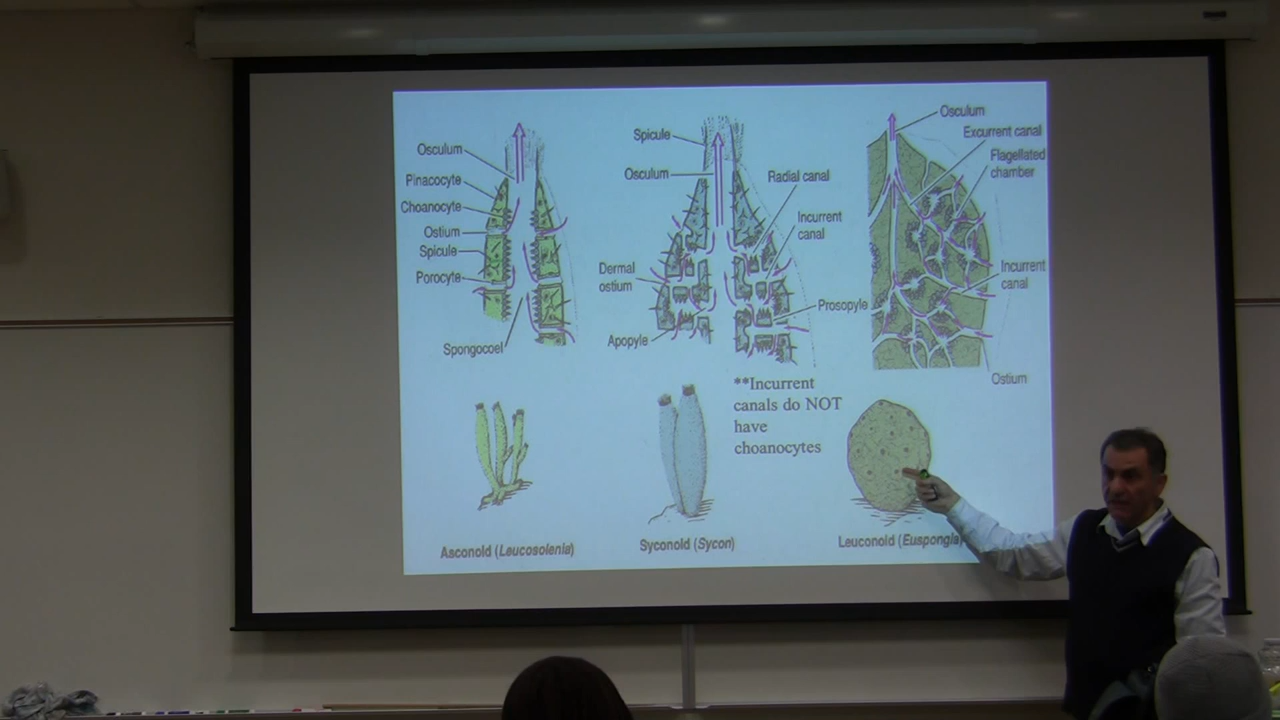 Osculum
Pinacocyte
Choanocyte
Ostium
Spicule
Porocyte
Spongocoel
Asconoid (Leucosolenia)
Spicule
Osculum
Radial canal
Incurrent
canal
Dermal
ostium
Prosopyle
Apopyle
**Incurrent
canals do NOT
have
choanocytes
Syconoid (Sycon)
Osculum
Excurrent canal
Flagellated
chamber
Incurrent
canal
Ostium
Leuconoid (Euspongia)